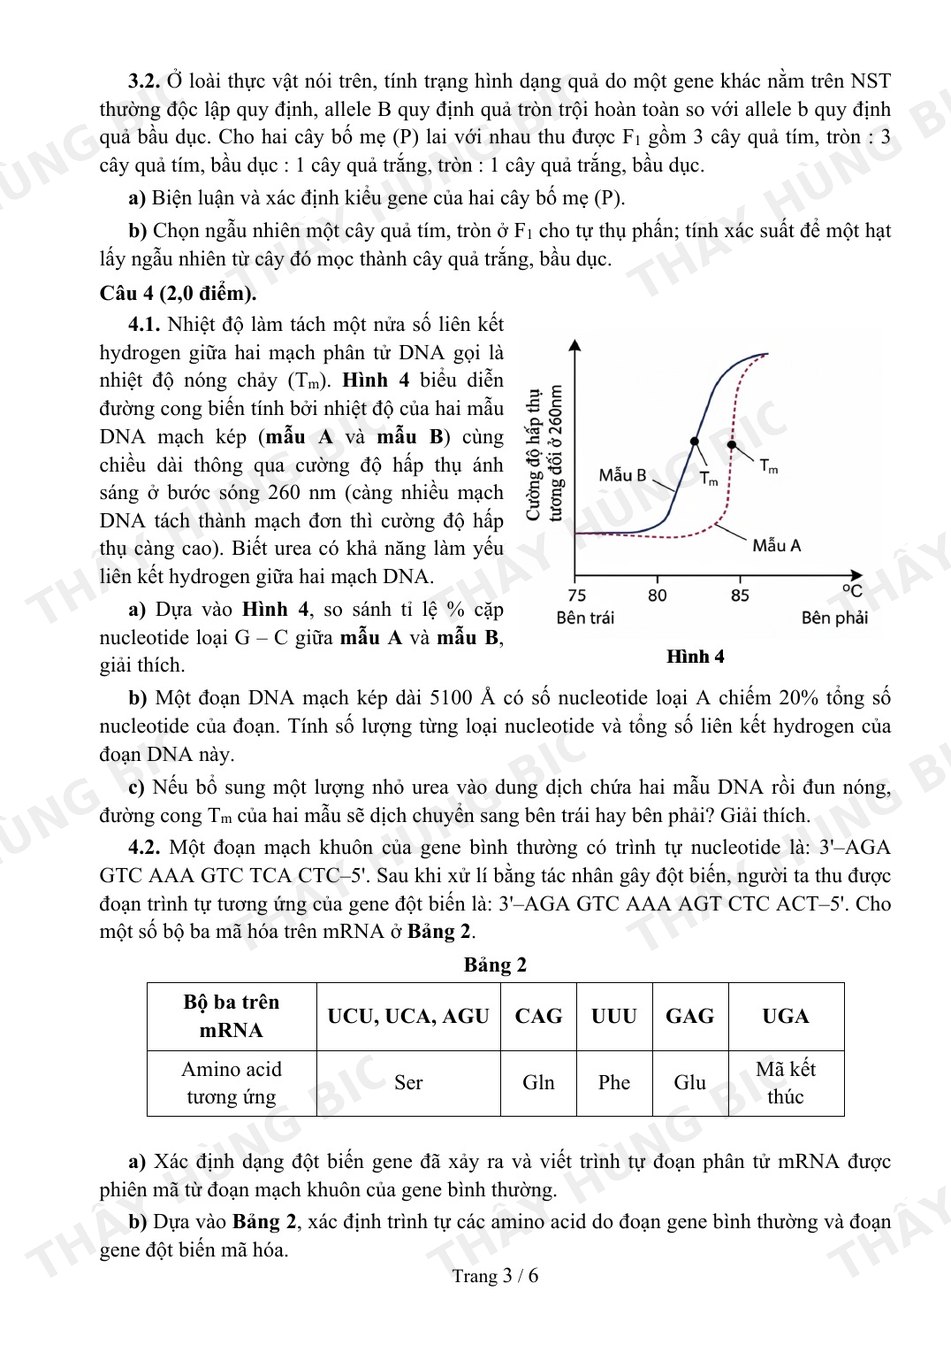 3.2. Ở loài thực vật nói trên, tính trạng hình dạng quả do một gene khác nằm trên NST
thường độc lập quy định, allele B quy định quả tròn trội hoàn toàn so với allele b quy định
quả bầu dục. Cho hai cây bố mẹ (P) lai với nhau thu được F1 gồm 3 cây quả tím, tròn : 3
cây quả tím, bầu dục : 1 cây quả trắng, tròn : 1 cây quả trắng, bầu dục.
a) Biện luận và xác định kiểu gene của hai cây bố mẹ (P).
b) Chọn ngẫu nhiên một cây quả tím, tròn ở F1 cho tự thụ phấn; tính xác suất để một hạt
lấy ngẫu nhiên từ cây đó mọc thành cây quả trắng, bầu dục.
Câu 4 (2,0 điểm).
4.1. Nhiệt độ làm tách một nửa số liên kết
hydrogen giữa hai mạch phân tử DNA gọi là
nhiệt độ nóng chảy (Tm). Hình 4 biểu diễn
đường cong biến tính bởi nhiệt độ của hai mẫu
DNA mạch kép (mẫu A và mẫu B) cùng
chiều dài thông qua cường độ hấp thụ ánh
sáng ở bước sóng 260 nm (càng nhiều mạch
DNA tách thành mạch đơn thì cường độ hấp
thụ càng cao). Biết urea có khả năng làm yếu
liên kết hydrogen giữa hai mạch DNA.
a) Dựa vào Hình 4, so sánh tỉ lệ % cặp
nucleotide loại G – C giữa mẫu A và mẫu B,
giải thích.
Cường độ hấp thụ
tương đối ở 260nm
Mẫu B
Tm
Tm
Mẫu A
75 80 85 ºC
Bên trái Bên phải
Hình 4
b) Một đoạn DNA mạch kép dài 5100 Å có số nucleotide loại A chiếm 20% tổng số
nucleotide của đoạn. Tính số lượng từng loại nucleotide và tổng số liên kết hydrogen của
đoạn DNA này.
c) Nếu bổ sung một lượng nhỏ urea vào dung dịch chứa hai mẫu DNA rồi đun nóng,
đường cong Tm của hai mẫu sẽ dịch chuyển sang bên trái hay bên phải? Giải thích.
4.2. Một đoạn mạch khuôn của gene bình thường có trình tự nucleotide là: 3'–AGA
GTC AAA GTC TCA CTC–5'. Sau khi xử lí bằng tác nhân gây đột biến, người ta thu được
đoạn trình tự tương ứng của gene đột biến là: 3'–AGA GTC AAA AGT CTC ACT–5'. Cho
một số bộ ba mã hóa trên mRNA ở Bảng 2.
Bảng 2
Bộ ba trên
mRNA
UCU, UCA, AGU CAG UUU GAG UGA
Amino acid
tương ứng
Ser Gln Phe Glu Mã kết
thúc
a) Xác định dạng đột biến gene đã xảy ra và viết trình tự đoạn phân tử mRNA được
phiên mã từ đoạn mạch khuôn của gene bình thường.
b) Dựa vào Bảng 2, xác định trình tự các amino acid do đoạn gene bình thường và đoạn
gene đột biến mã hóa.
Trang 3 / 6
THẦY HÙNG BIC